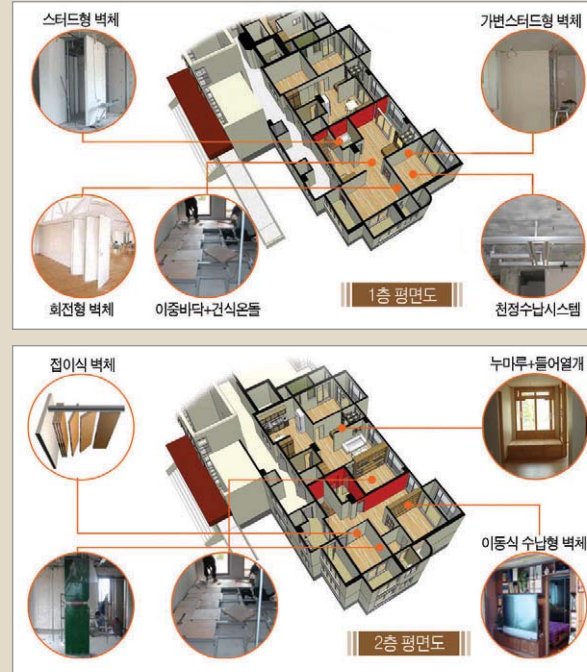 스터드형 벽체
가변스터드형 벽체
회전형 벽체
이중바닥+건식온돌
1층 평면도
천정수납시스템
접이식 벽체
누마루+들어열개
이동식 수납형 벽체
2층 평면도